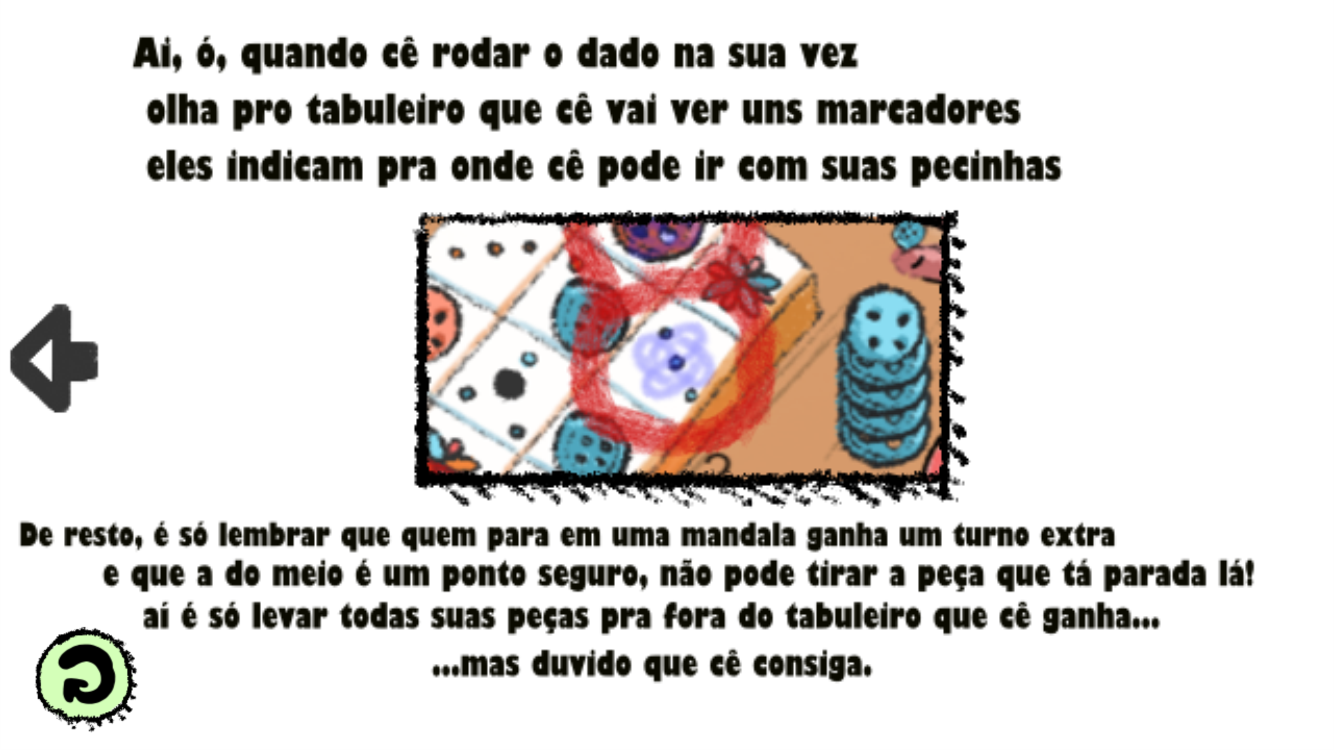 Ai, ó, quando cê rodar o dado na sua vez
olha pro tabuleiro que cê vai ver uns marcadores
eles indicam pra onde cê pode ir com suas pecinhas
De resto, é só lembrar que quem para em uma mandala ganha um turno extra
e que a do meio é um ponto seguro, não pode tirar a peça que tá parada lá!
aí é só levar todas suas peças pra fora do tabuleiro que cê ganha...
...mas duvido que cê consiga.